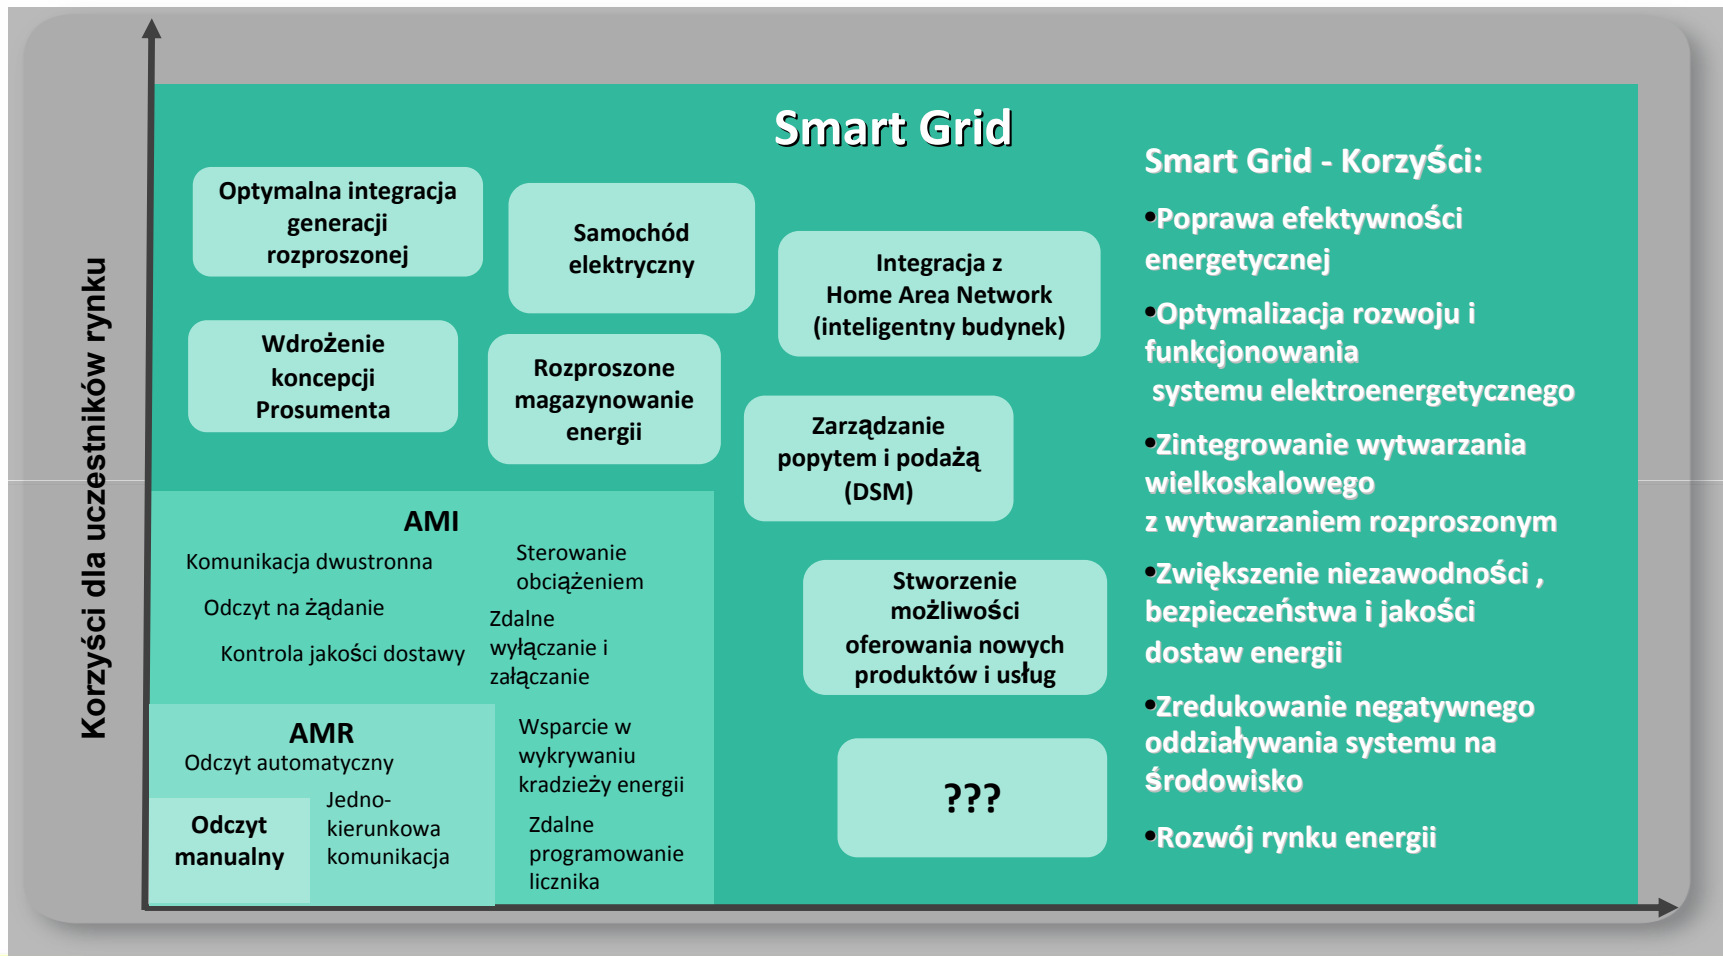 Korzyści dla uczestników rynku
Smart Grid
Optymalna integracja
generacji
rozproszonej
Samochód
elektryczny
Integracja z
Home Area Network
(inteligentny budynek)
Wdrożenie
koncepcji
Prosumenta
Rozproszone
magazynowanie
energii
Zarządzanie
popytem i podażą
(DSM)
Stworzenie
możliwości
oferowania nowych
produktów i usług
???
AMI
Komunikacja dwustronna
Odczyt na żądanie
Kontrola jakości dostawy
Sterowanie
obciążeniem
Zdalne
wyłączanie i
załączanie
Wsparcie w
wykrywaniu
kradzieży energii
Zdalne
programowanie
licznika
AMR
Odczyt automatyczny
Jedno-
kierunkowa
komunikacja
Odczyt
manualny
Smart Grid - Korzyści:
•Poprawa efektywności
energetycznej
•Optymalizacja rozwoju i
funkcjonowania
systemu elektroenergetycznego
•Zintegrowanie wytwarzania
wielkoskalowego
z wytwarzaniem rozproszonym
•Zwiększenie niezawodności ,
bezpieczeństwa i jakości
dostaw energii
•Zredukowanie negatywnego
oddziaływania systemu na
środowisko
•Rozwój rynku energii